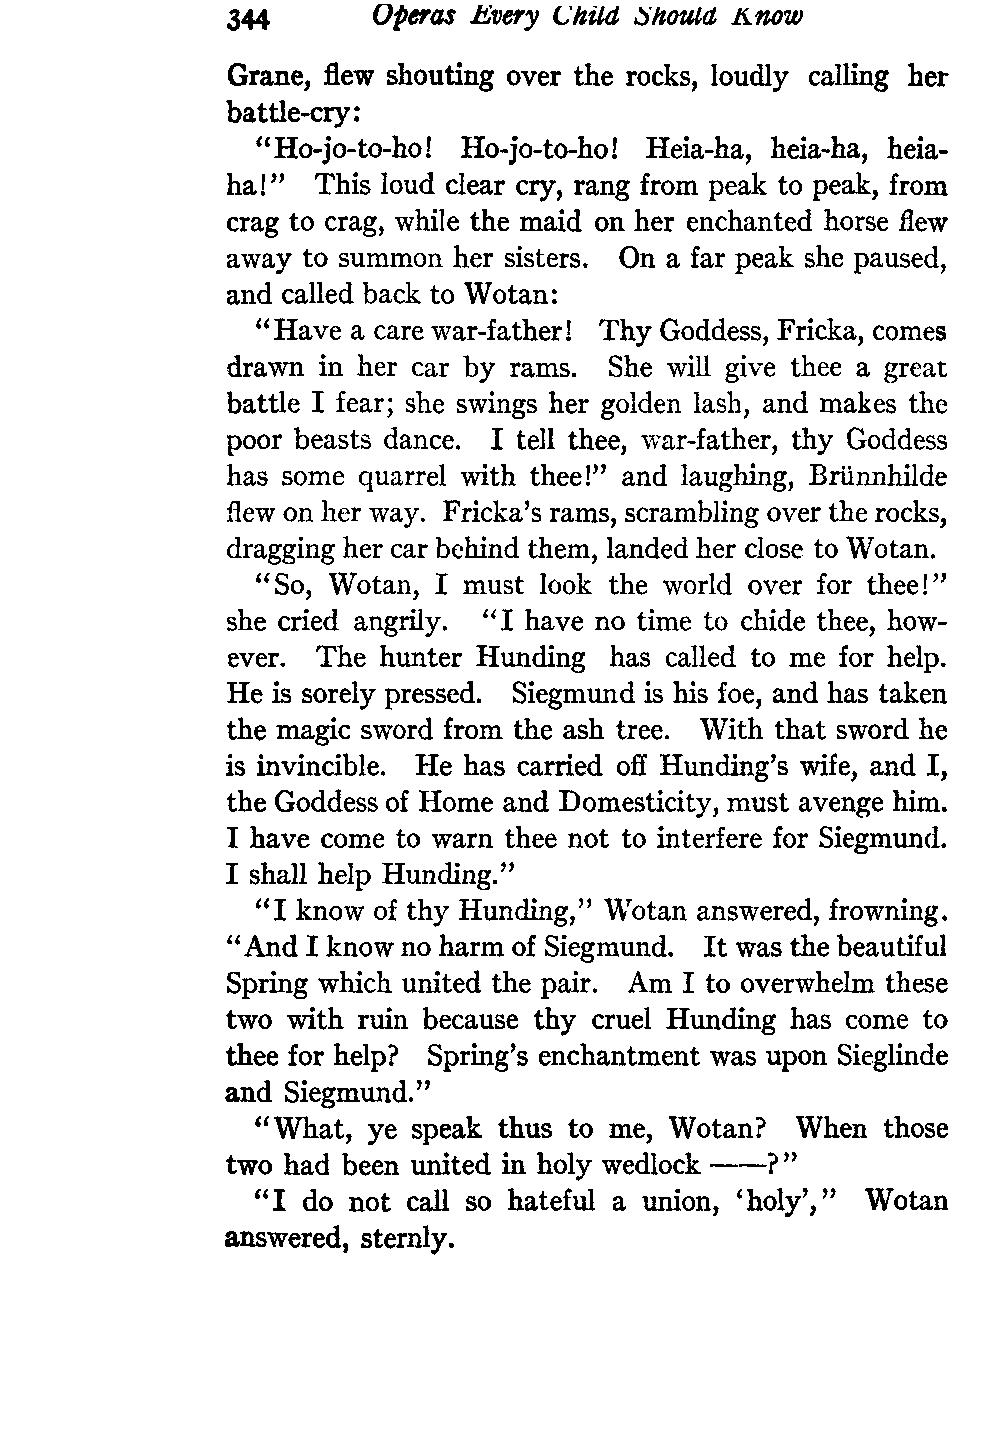 344 Operas Every Child Should Know
Grane, flew shouting over the rocks, loudly calling her
battle-cry:
"Ho-jo-to-ho! Ho-jo-to-ho! Heia-ha, heia-ha, heia-
ha!" This loud clear cry, rang from peak to peak, from
crag to crag, while the maid on her enchanted horse flew
away to summon her sisters. On a far peak she paused,
and called back to Wotan:
"Have a care war-father! Thy Goddess, Fricka, comes
drawn in her car by rams. She will give thee a great
battle I fear; she swings her golden lash, and makes the
poor beasts dance. I tell thee, war-father, thy Goddess
has some quarrel with thee!" and laughing, Brünnhilde
flew on her way. Fricka's rams, scrambling over the rocks,
dragging her car behind them, landed her close to Wotan.
"So, Wotan, I must look the world over for thee!"
she cried angrily. "I have no time to chide thee, how-
ever. The hunter Hunding has called to me for help.
He is sorely pressed. Siegmund is his foe, and has taken
the magic sword from the ash tree. With that sword he
is invincible. He has carried off Hunding's wife, and I,
the Goddess of Home and Domesticity, must avenge him.
I have come to warn thee not to interfere for Siegmund.
I shall help Hunding."
"I know of thy Hunding," Wotan answered, frowning.
"And I know no harm of Siegmund. It was the beautiful
Spring which united the pair. Am I to overwhelm these
two with ruin because thy cruel Hunding has come to
thee for help? Spring's enchantment was upon Sieglinde
and Siegmund."
"What, ye speak thus to me, Wotan? When those
two had been united in holy wedlock ——?"
"I do not call so hateful a union, 'holy'," Wotan
answered, sternly.